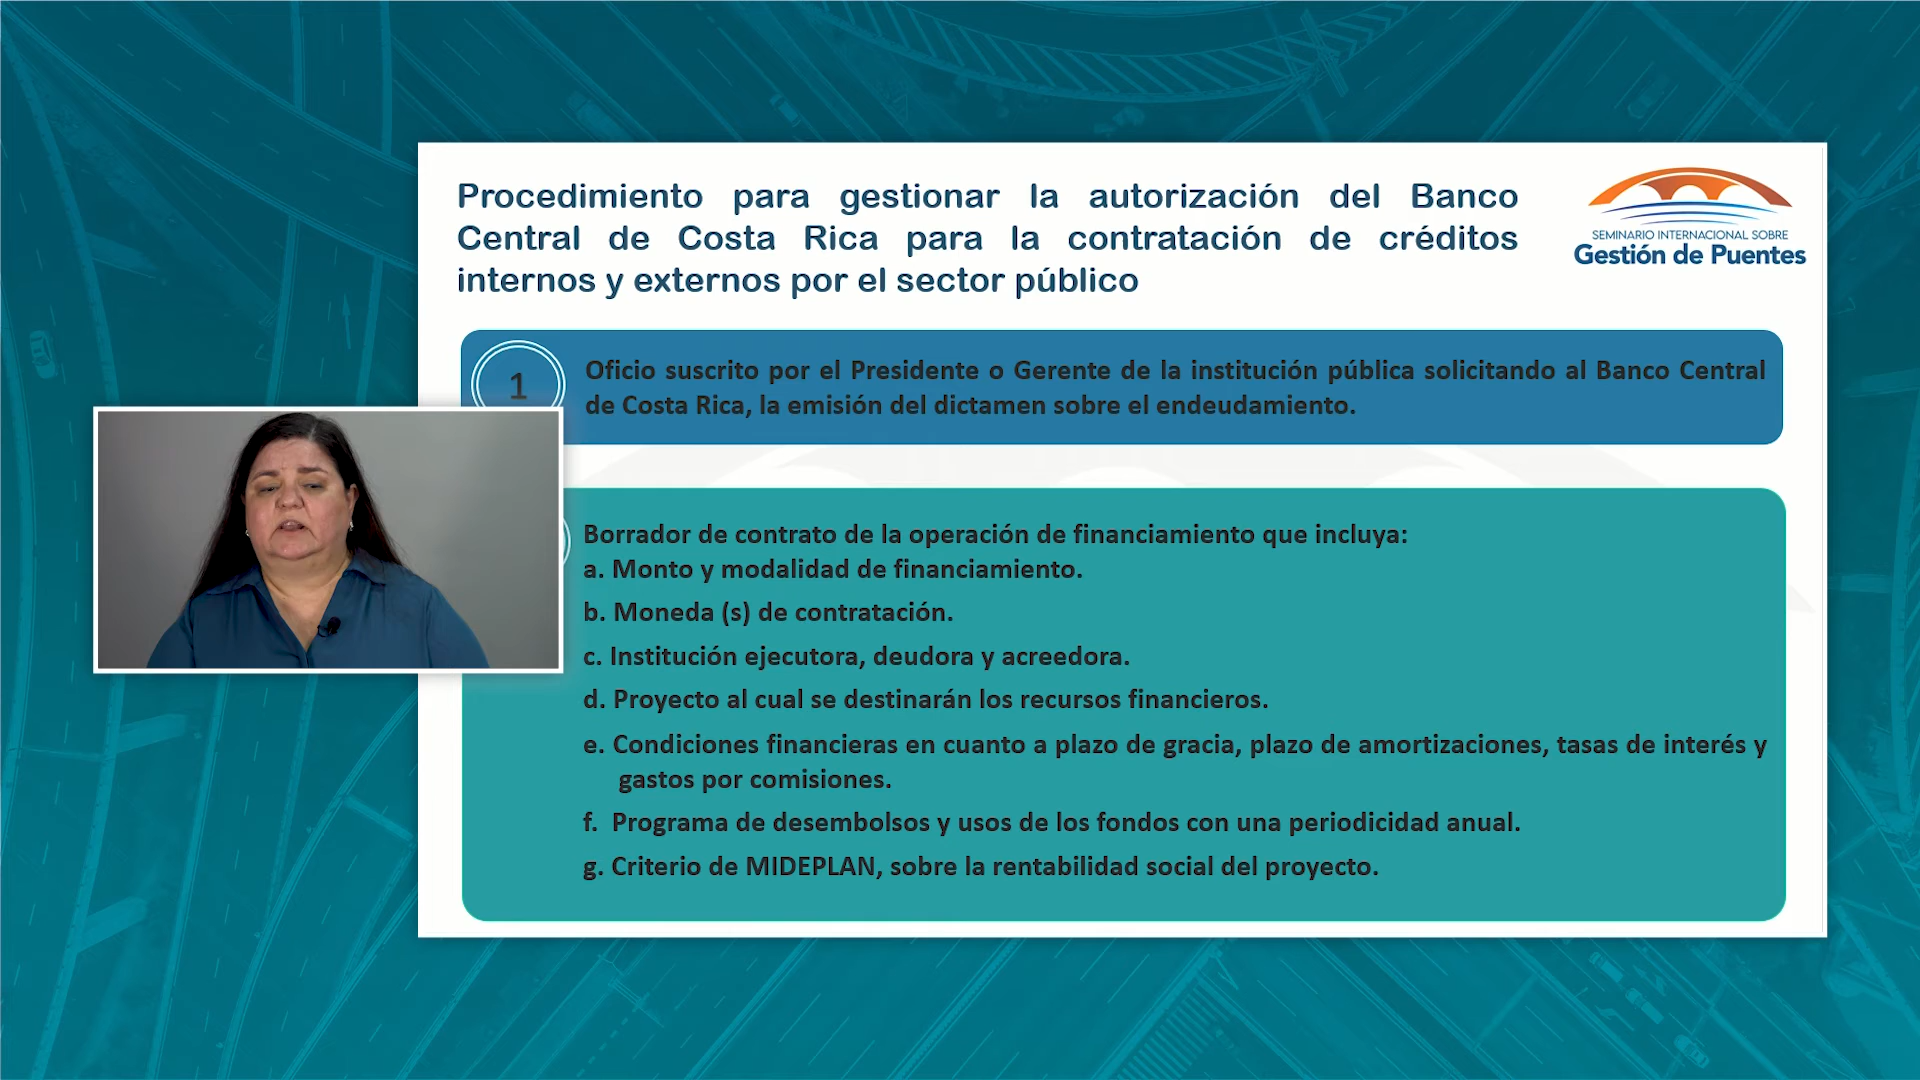 Procedimiento para gestionar la autorización del Banco
Central de Costa Rica para la contratación de créditos
internos y externos por el sector público
SEMINARIO INTERNACIONAL SOBRE
Gestión de Puentes
1
Oficio suscrito por el Presidente o Gerente de la institución pública solicitando al Banco Central
de Costa Rica, la emisión del dictamen sobre el endeudamiento.
Borrador de contrato de la operación de financiamiento que incluya:
a. Monto y modalidad de financiamiento.
b. Moneda (s) de contratación.
c. Institución ejecutora, deudora y acreedora.
d. Proyecto al cual se destinarán los recursos financieros.
e. Condiciones financieras en cuanto a plazo de gracia, plazo de amortizaciones, tasas de interés y
gastos por comisiones.
f. Programa de desembolsos y usos de los fondos con una periodicidad anual.
g. Criterio de MIDEPLAN, sobre la rentabilidad social del proyecto.